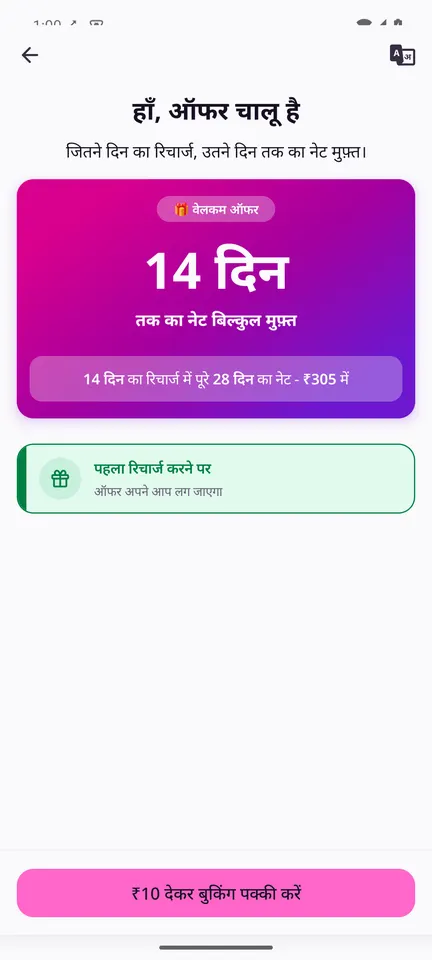 हाँ, ऑफर चालू है
जितने दिन का रिचार्ज, उतने दिन तक का नेट मुफ़्त।
🎁 वेलकम ऑफर
14 दिन
तक का नेट बिल्कुल मुफ़्त
14 दिन का रिचार्ज में पूरे 28 दिन का नेट - ₹305 में
पहला रिचार्ज करने पर
ऑफर अपने आप लग जाएगा
₹10 देकर बुकिंग पक्की करें